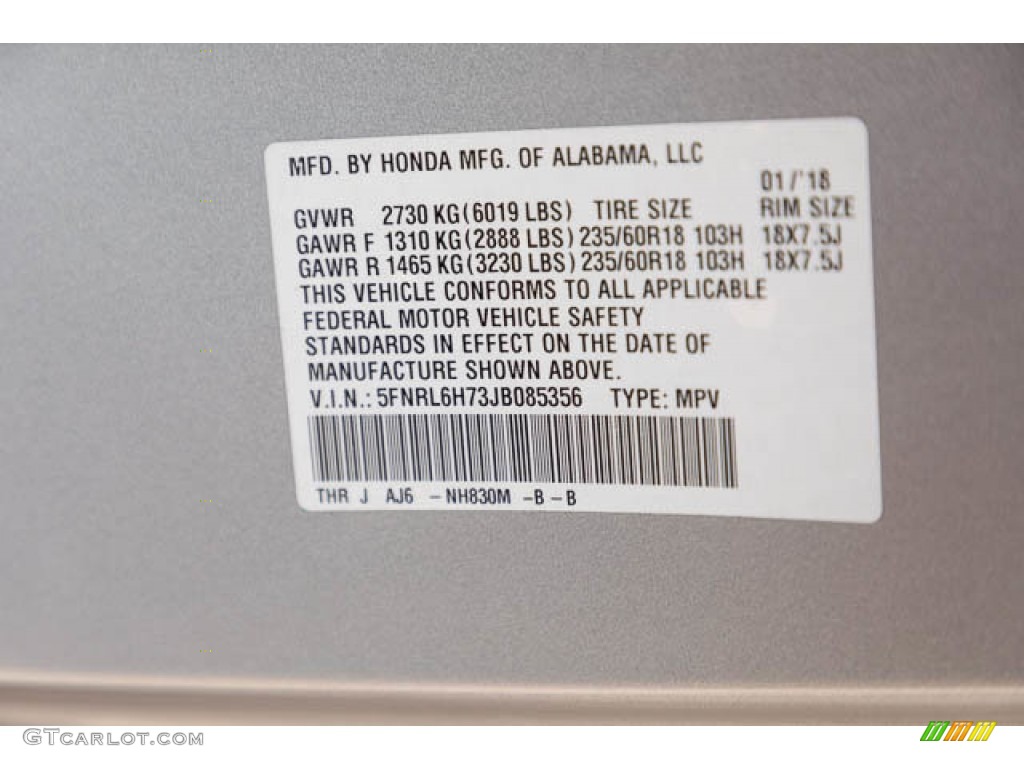 MFD. BY HONDA MFG. OF ALABAMA, LLC
01/'18
GVWR 2730 KG(6019 LBS) TIRE SIZE RIM SIZE
GAWR F 1310 KG(2888 LBS) 235/60R18 103H 18X7.5J
GAWR R 1465 KG(3230 LBS) 235/60R18 103H 18X7.5J
THIS VEHICLE CONFORMS TO ALL APPLICABLE
FEDERAL MOTOR VEHICLE SAFETY
STANDARDS IN EFFECT ON THE DATE OF
MANUFACTURE SHOWN ABOVE.
V.I.N.: 5FNRL6H73JB085356 TYPE: MPV
THR J AJ6 -NH830M -B-B
GTCARLOT.COM